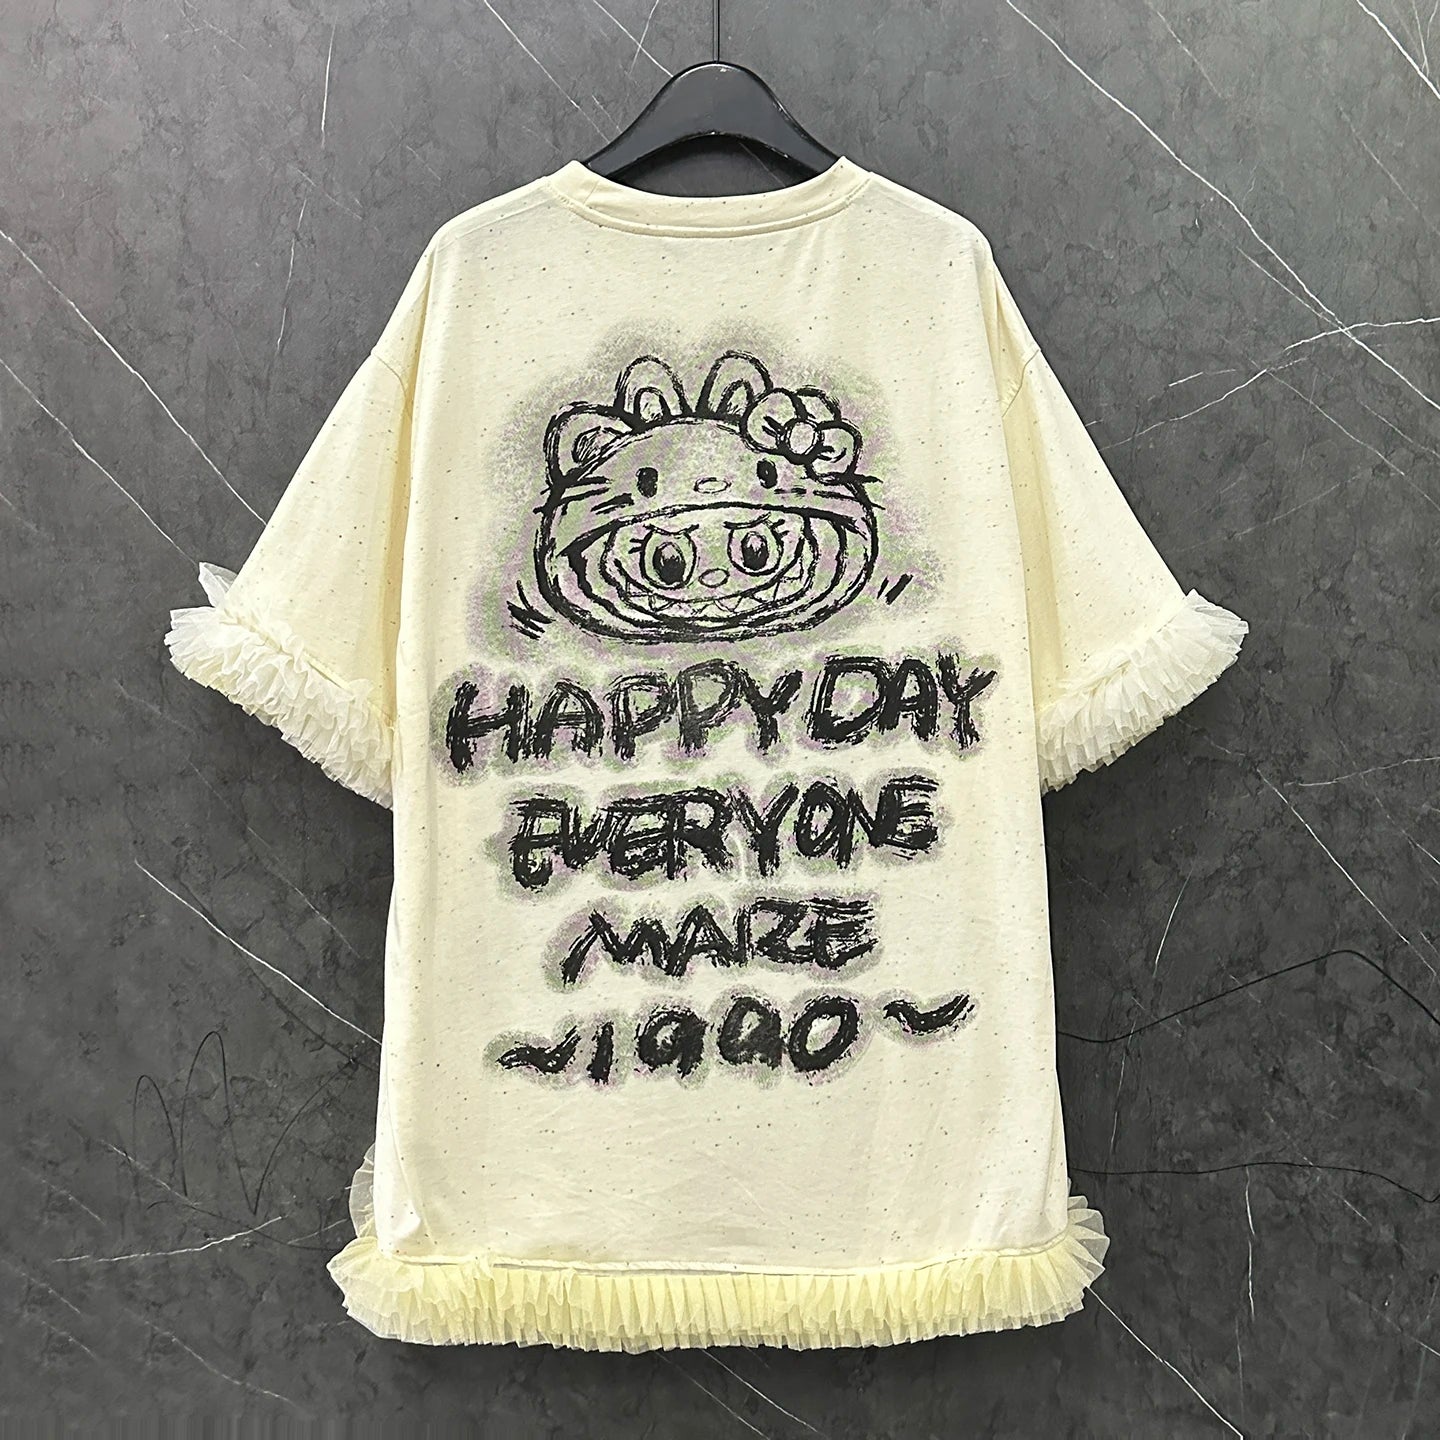 HAPPY DAY
EVERYONE
MAIZE
~1990~